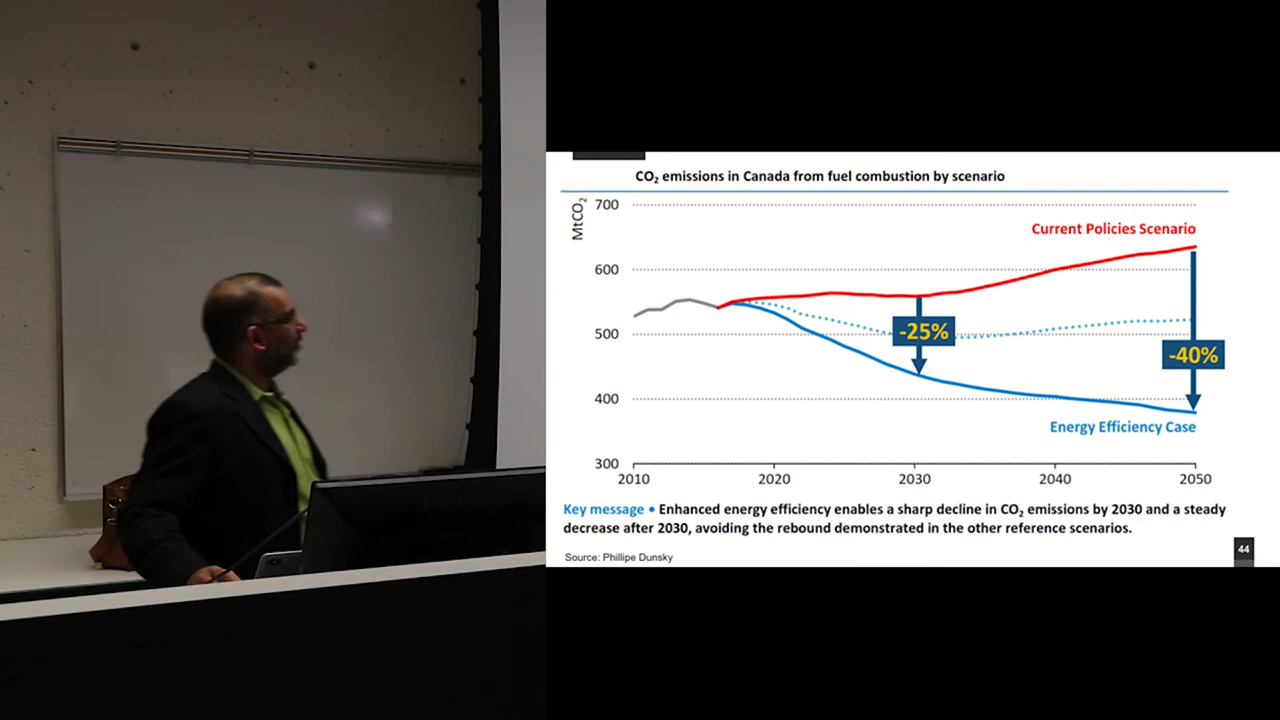 CO₂ emissions in Canada from fuel combustion by scenario
MtCO₂
700
600
500
400
300
Current Policies Scenario
-25%
-40%
Energy Efficiency Case
2010 2020 2030 2040 2050
Key message • Enhanced energy efficiency enables a sharp decline in CO₂ emissions by 2030 and a steady
decrease after 2030, avoiding the rebound demonstrated in the other reference scenarios.
Source: Phillipe Dunsky
44